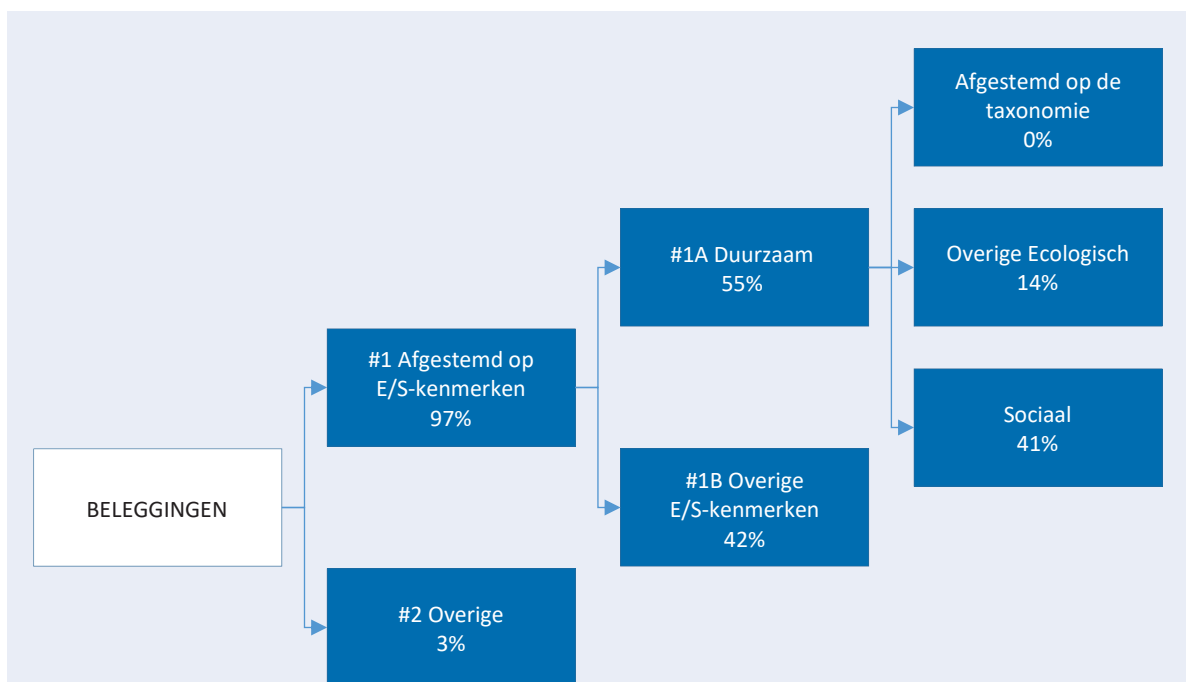 Afgestemd op de
taxonomie
0%
#1A Duurzaam
55%
Overige Ecologisch
14%
#1 Afgestemd op
E/S-kenmerken
97%
Sociaal
41%
BELEGGINGEN
#1B Overige
E/S-kenmerken
42%
#2 Overige
3%